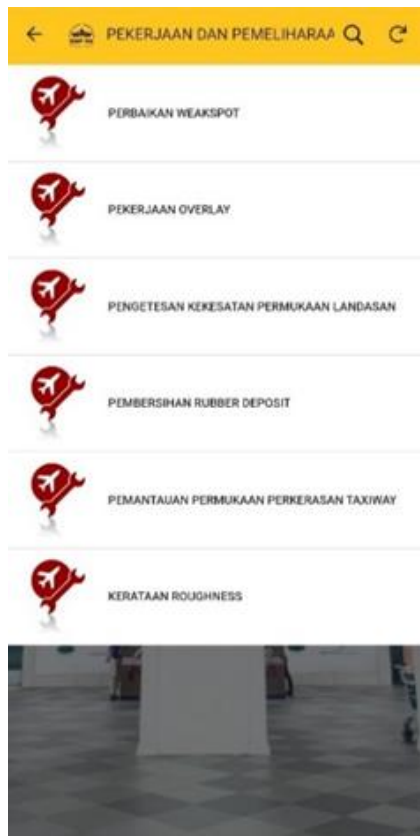 PEKERJAAN DAN PEMELIHARAA
PERBAIKAN WEAKSPOT
PEKERJAAN OVERLAY
PENGETESAN KEKESATAN PERMUKAAN LANDASAN
PEMBERSIHAN RUBBER DEPOSIT
PEMANTAUAN PERMUKAAN PERKERASAN TAXIWAY
KERATAAN ROUGHNESS